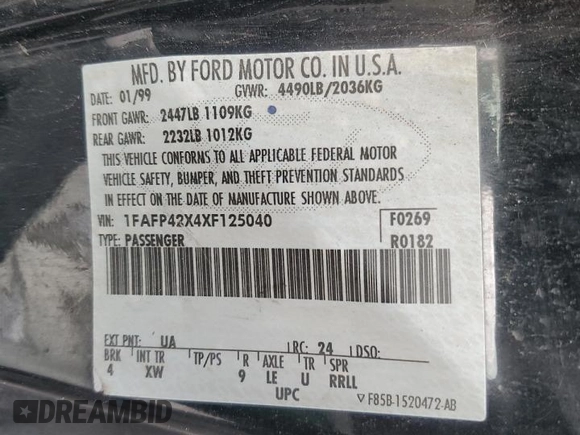 MFD. BY FORD MOTOR CO. IN U.S.A.
DATE: 01/99 GVWR: 4490LB/2036KG
FRONT GAWR: 2447LB 1109KG
REAR GAWR: 2232LB 1012KG
THIS VEHICLE CONFORMS TO ALL APPLICABLE FEDERAL MOTOR
VEHICLE SAFETY, BUMPER, AND THEFT PREVENTION STANDARDS
IN EFFECT ON THE DATE OF MANUFACTURE SHOWN ABOVE.
VIN: 1FAFP42X4XF125040 F0269
TYPE: PASSENGER R0182
EXT PNT: UA RC: 24 DSO:
BRK INT TR TP/PS R AXLE TR SPR
4 XW 9 LE U RRLL
UPC ▽ F85B-1520472-AB
DREAMBID